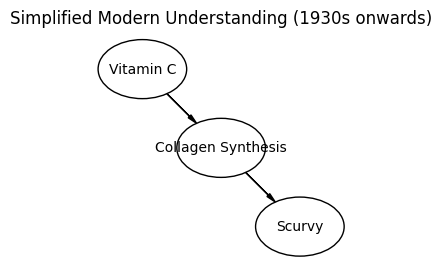 Simplified Modern Understanding (1930s onwards)
Vitamin C
Collagen Synthesis
Scurvy